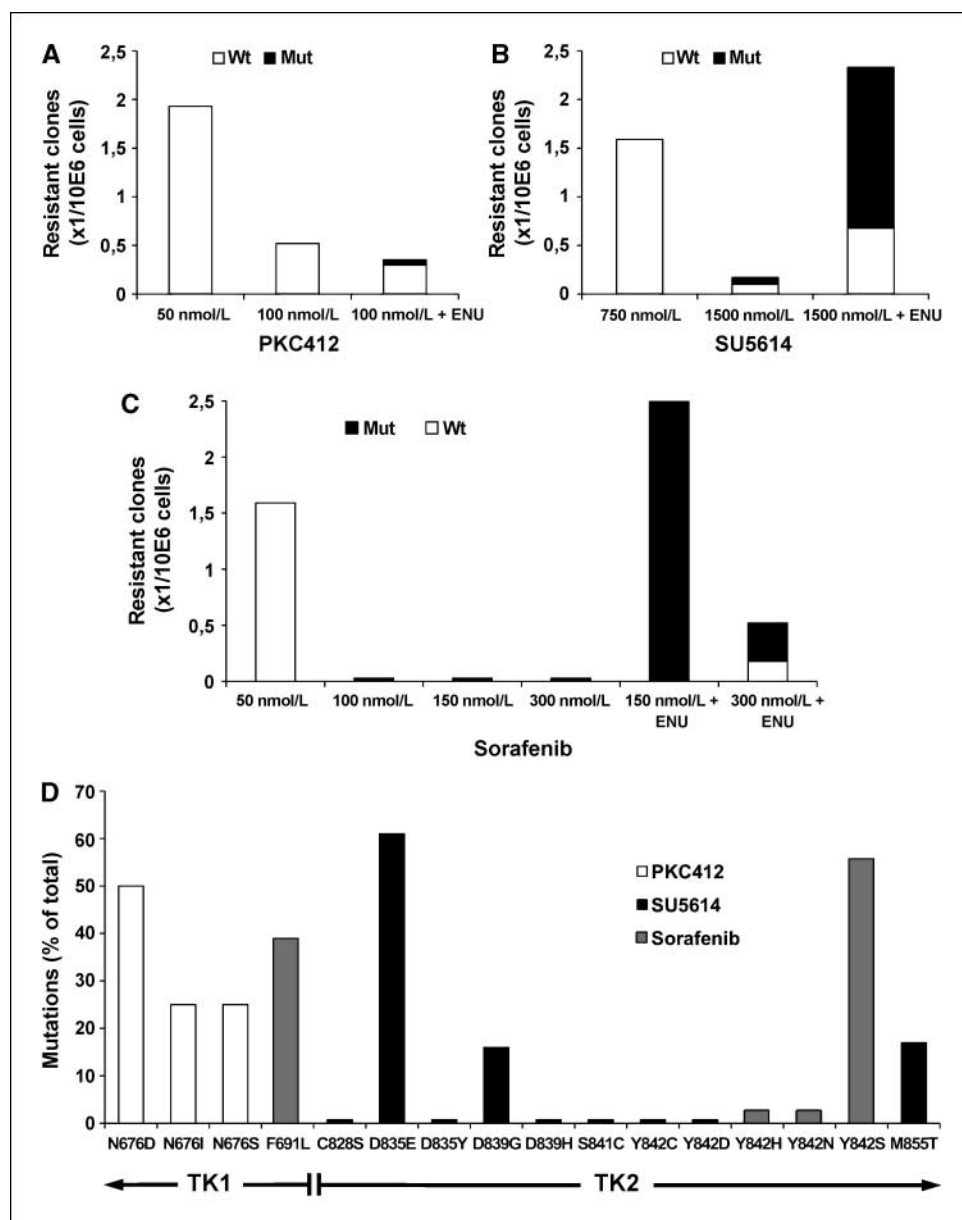 A
Wt Mut
2,5
2
1,5
1
0,5
0
Resistant clones
(x1/10E6 cells)
50 nmol/L 100 nmol/L 100 nmol/L + ENU
PKC412
B
Wt Mut
2,5
2
1,5
1
0,5
0
Resistant clones
(x1/10E6 cells)
750 nmol/L 1500 nmol/L 1500 nmol/L + ENU
SU5614
C
Mut Wt
2,5
2
1,5
1
0,5
0
Resistant clones
(x1/10E6 cells)
50 nmol/L 100 nmol/L 150 nmol/L 300 nmol/L 150 nmol/L + 300 nmol/L +
ENU ENU
Sorafenib
D
70
60
50
40
30
20
10
0
Mutations (% of total)
PKC412
SU5614
Sorafenib
N676D N676I N676S F691L C828S D835E D835Y D839G D839H S841C Y842C Y842D Y842H Y842N Y842S M855T
TK1 TK2